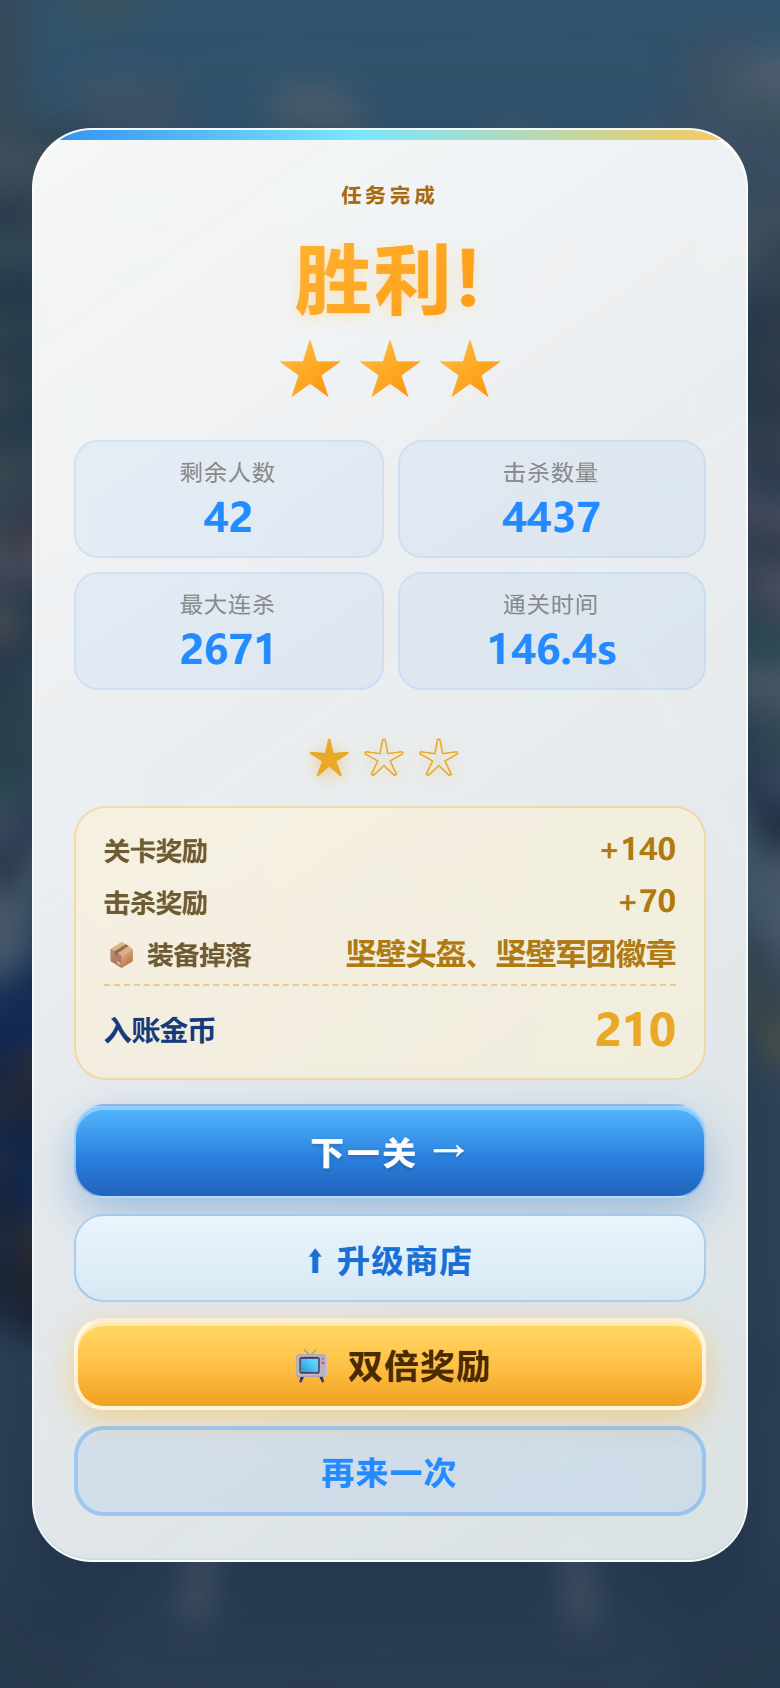 任务完成
胜利!
★ ★ ★
剩余人数
42
击杀数量
4437
最大连杀
2671
通关时间
146.4s
★ ☆ ☆
关卡奖励 +140
击杀奖励 +70
📦 装备掉落 坚壁头盔、坚壁军团徽章
入账金币 210
下一关 →
⬆ 升级商店
📺 双倍奖励
再来一次